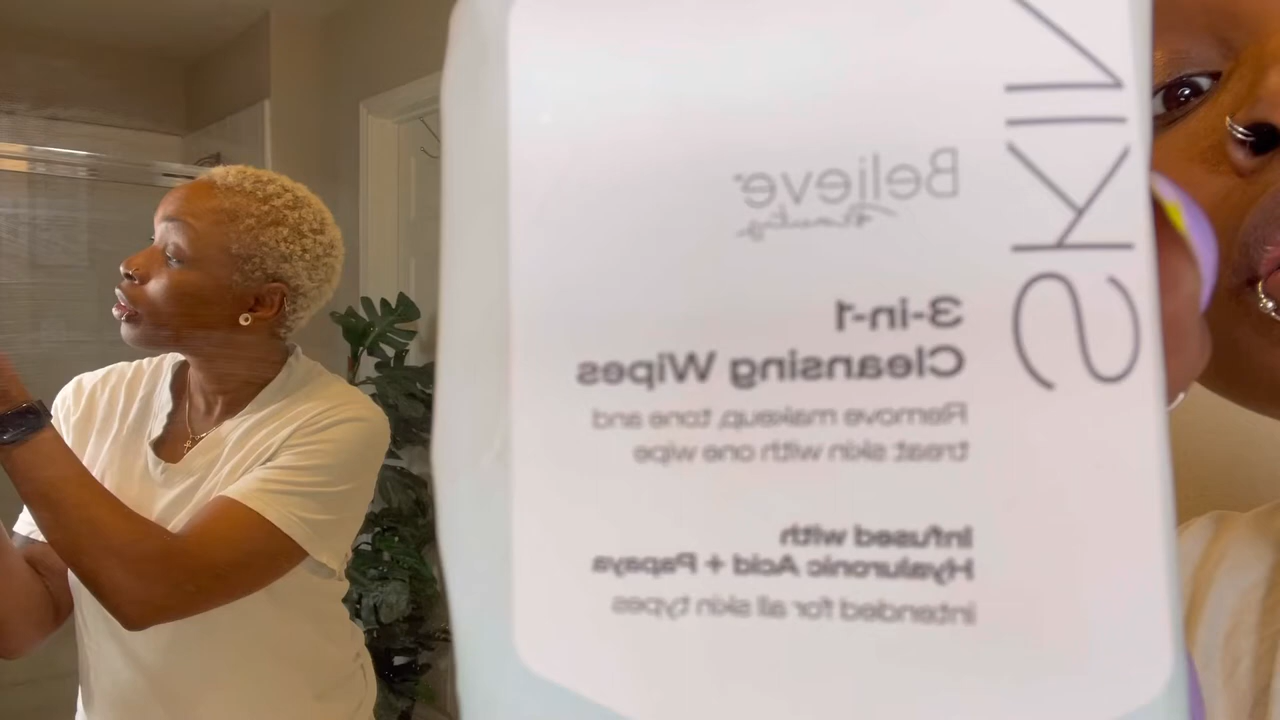 SKIN
Believe
Beauty
3-in-1
Cleansing Wipes
Remove makeup, tone and
treat skin with one wipe
Infused with
Hyaluronic Acid + Papaya
intended for all skin types